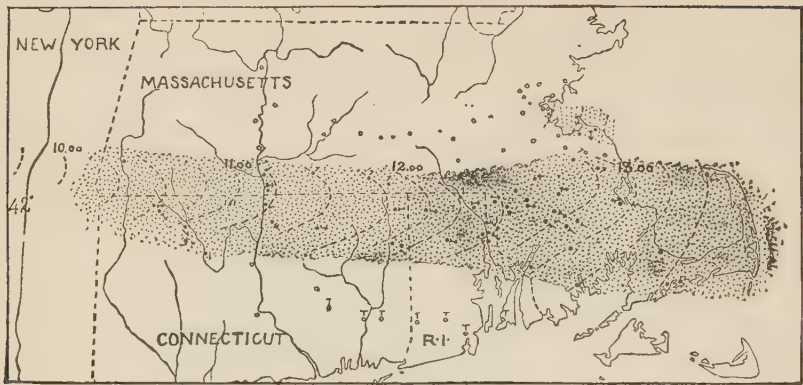 NEW YORK
MASSACHUSETTS
10.00
11.00
12.00
13.00
42°
T
T T
T T
T
T
CONNECTICUT
R.I.